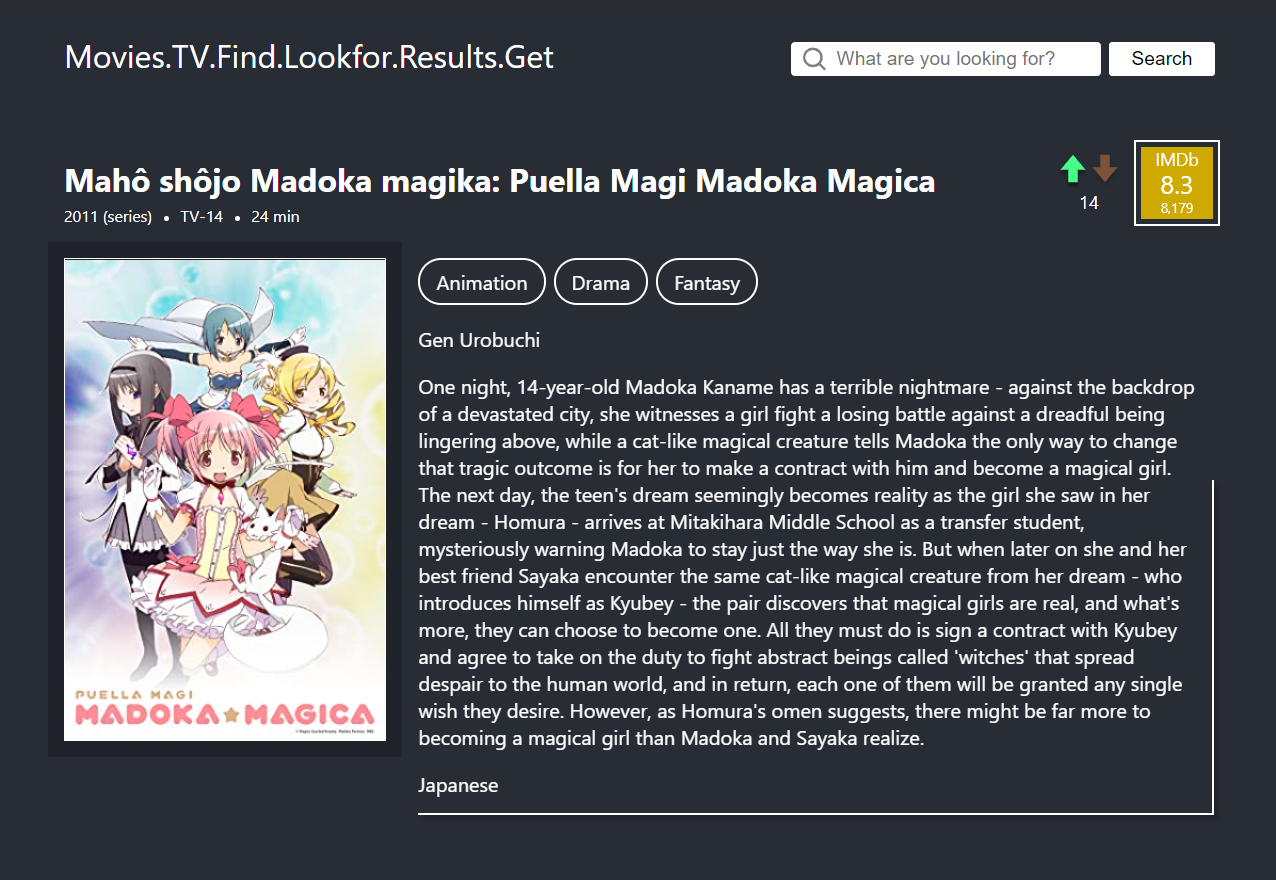 Movies.TV.Find.Lookfor.Results.Get
What are you looking for?
Search
Mahô shôjo Madoka magika: Puella Magi Madoka Magica
2011 (series) • TV-14 • 24 min
14
IMDb
8.3
8,179
Animation
Drama
Fantasy
Gen Urobuchi
One night, 14-year-old Madoka Kaname has a terrible nightmare - against the backdrop
of a devastated city, she witnesses a girl fight a losing battle against a dreadful being
lingering above, while a cat-like magical creature tells Madoka the only way to change
that tragic outcome is for her to make a contract with him and become a magical girl.
The next day, the teen's dream seemingly becomes reality as the girl she saw in her
dream - Homura - arrives at Mitakihara Middle School as a transfer student,
mysteriously warning Madoka to stay just the way she is. But when later on she and her
best friend Sayaka encounter the same cat-like magical creature from her dream - who
introduces himself as Kyubey - the pair discovers that magical girls are real, and what's
more, they can choose to become one. All they must do is sign a contract with Kyubey
and agree to take on the duty to fight abstract beings called 'witches' that spread
despair to the human world, and in return, each one of them will be granted any single
wish they desire. However, as Homura's omen suggests, there might be far more to
becoming a magical girl than Madoka and Sayaka realize.
Japanese
PUELLA MAGI
MADOKA★MAGICA